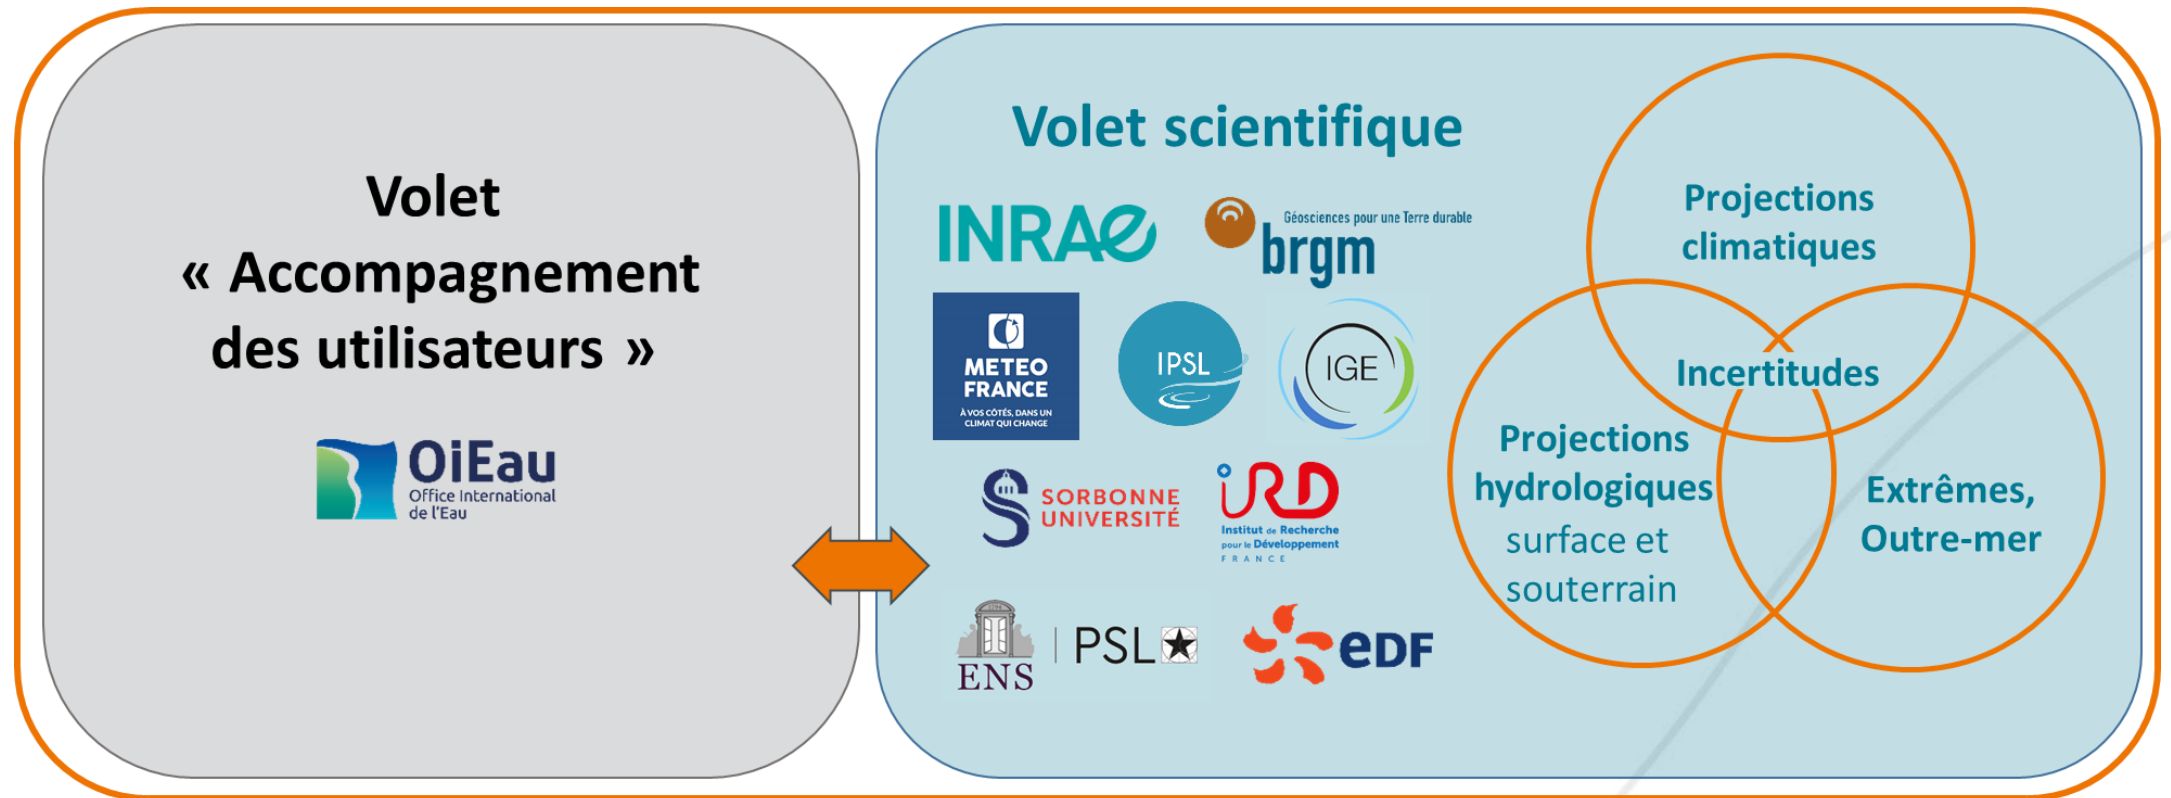 Volet
« Accompagnement
des utilisateurs »
OiEau
Office International
de l'Eau
Volet scientifique
INRAE
Géosciences pour une Terre durable
brgm
METEO
FRANCE
À VOS CÔTÉS, DANS UN
CLIMAT QUI CHANGE
IPSL
IGE
SORBONNE
UNIVERSITÉ
IRD
Institut de Recherche
pour le Développement
FRANCE
ENS
PSL
eDF
Projections
climatiques
Incertitudes
Projections
hydrologiques
surface et
souterrain
Extrêmes,
Outre-mer